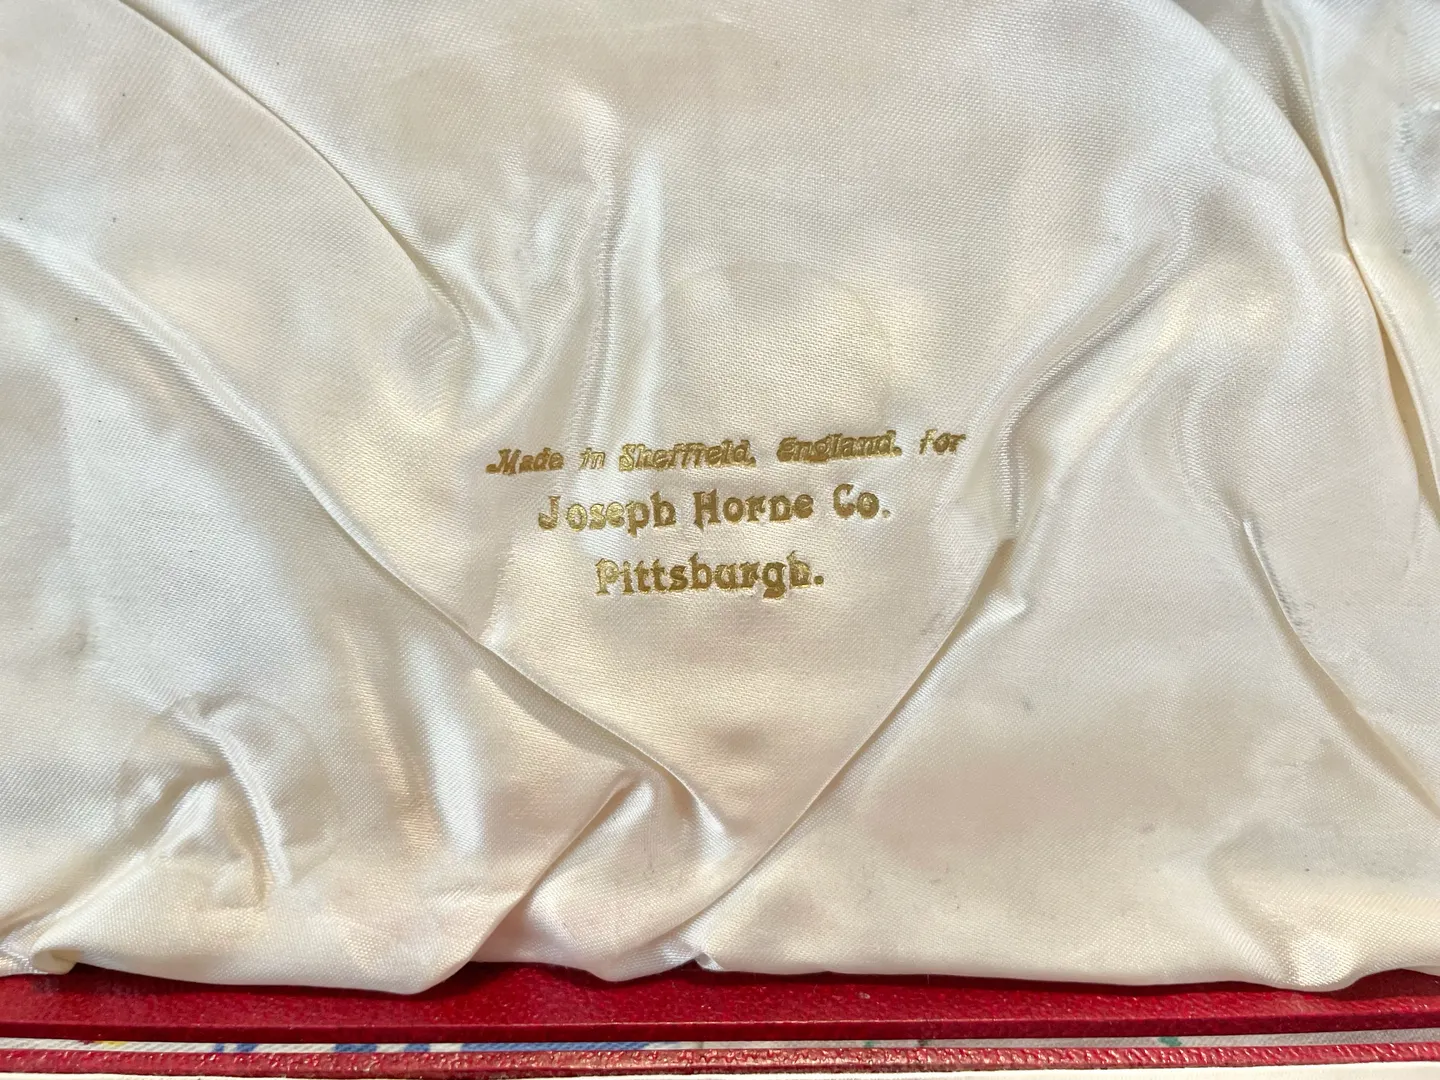 Made in Sheffield, England. for
Joseph Horne Co.
Pittsburgh.